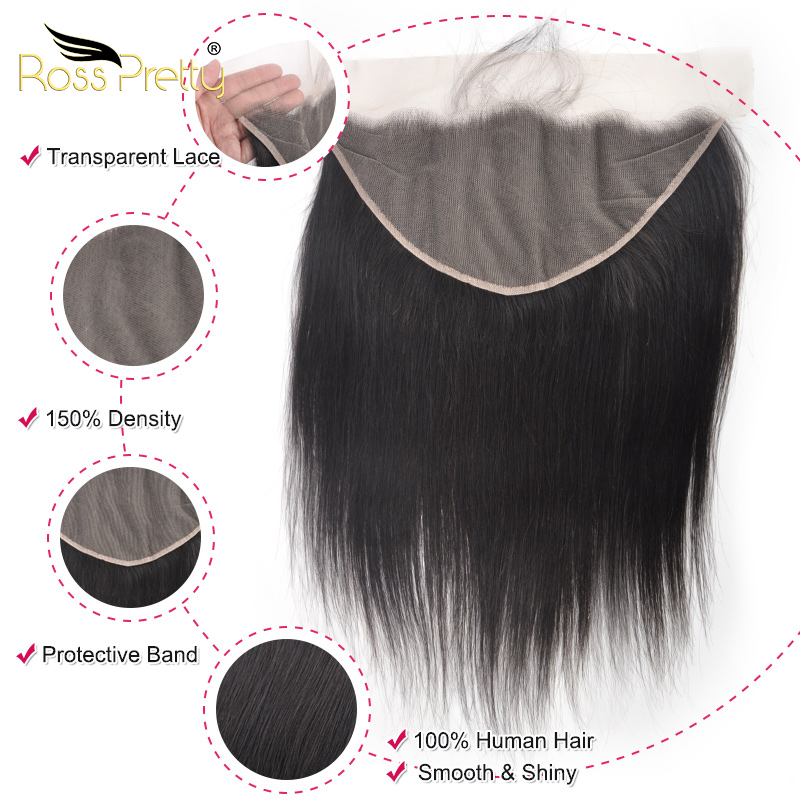 Ross Pretty®
Transparent Lace
150% Density
Protective Band
100% Human Hair
Smooth & Shiny